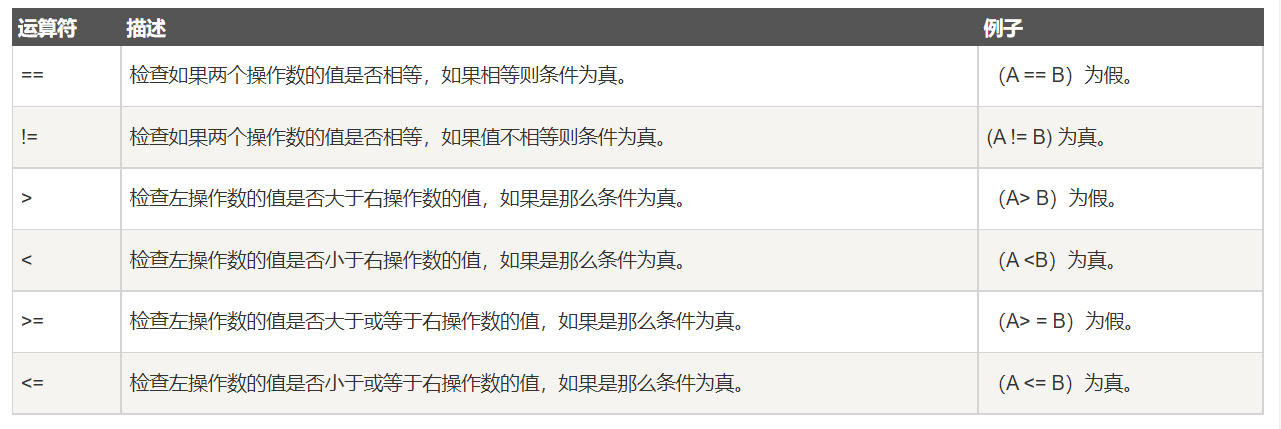 运算符 描述 例子
== 检查如果两个操作数的值是否相等，如果相等则条件为真。 （A == B）为假。
!= 检查如果两个操作数的值是否相等，如果值不相等则条件为真。 (A != B) 为真。
> 检查左操作数的值是否大于右操作数的值，如果是那么条件为真。 （A> B）为假。
< 检查左操作数的值是否小于右操作数的值，如果是那么条件为真。 （A <B）为真。
>= 检查左操作数的值是否大于或等于右操作数的值，如果是那么条件为真。 （A> = B）为假。
<= 检查左操作数的值是否小于或等于右操作数的值，如果是那么条件为真。 （A <= B）为真。